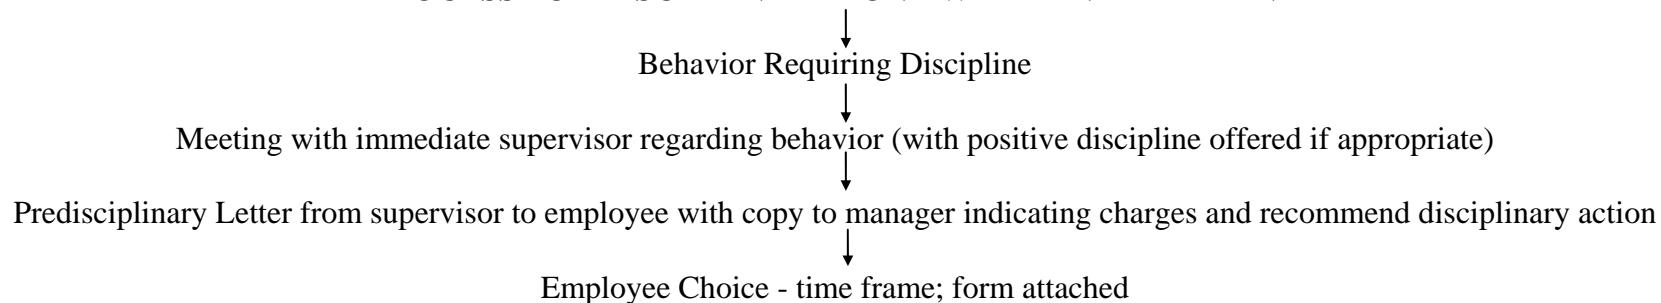 Behavior Requiring Discipline
Meeting with immediate supervisor regarding behavior (with positive discipline offered if appropriate)
Predisciplinary Letter from supervisor to employee with copy to manager indicating charges and recommend disciplinary action
Employee Choice - time frame; form attached